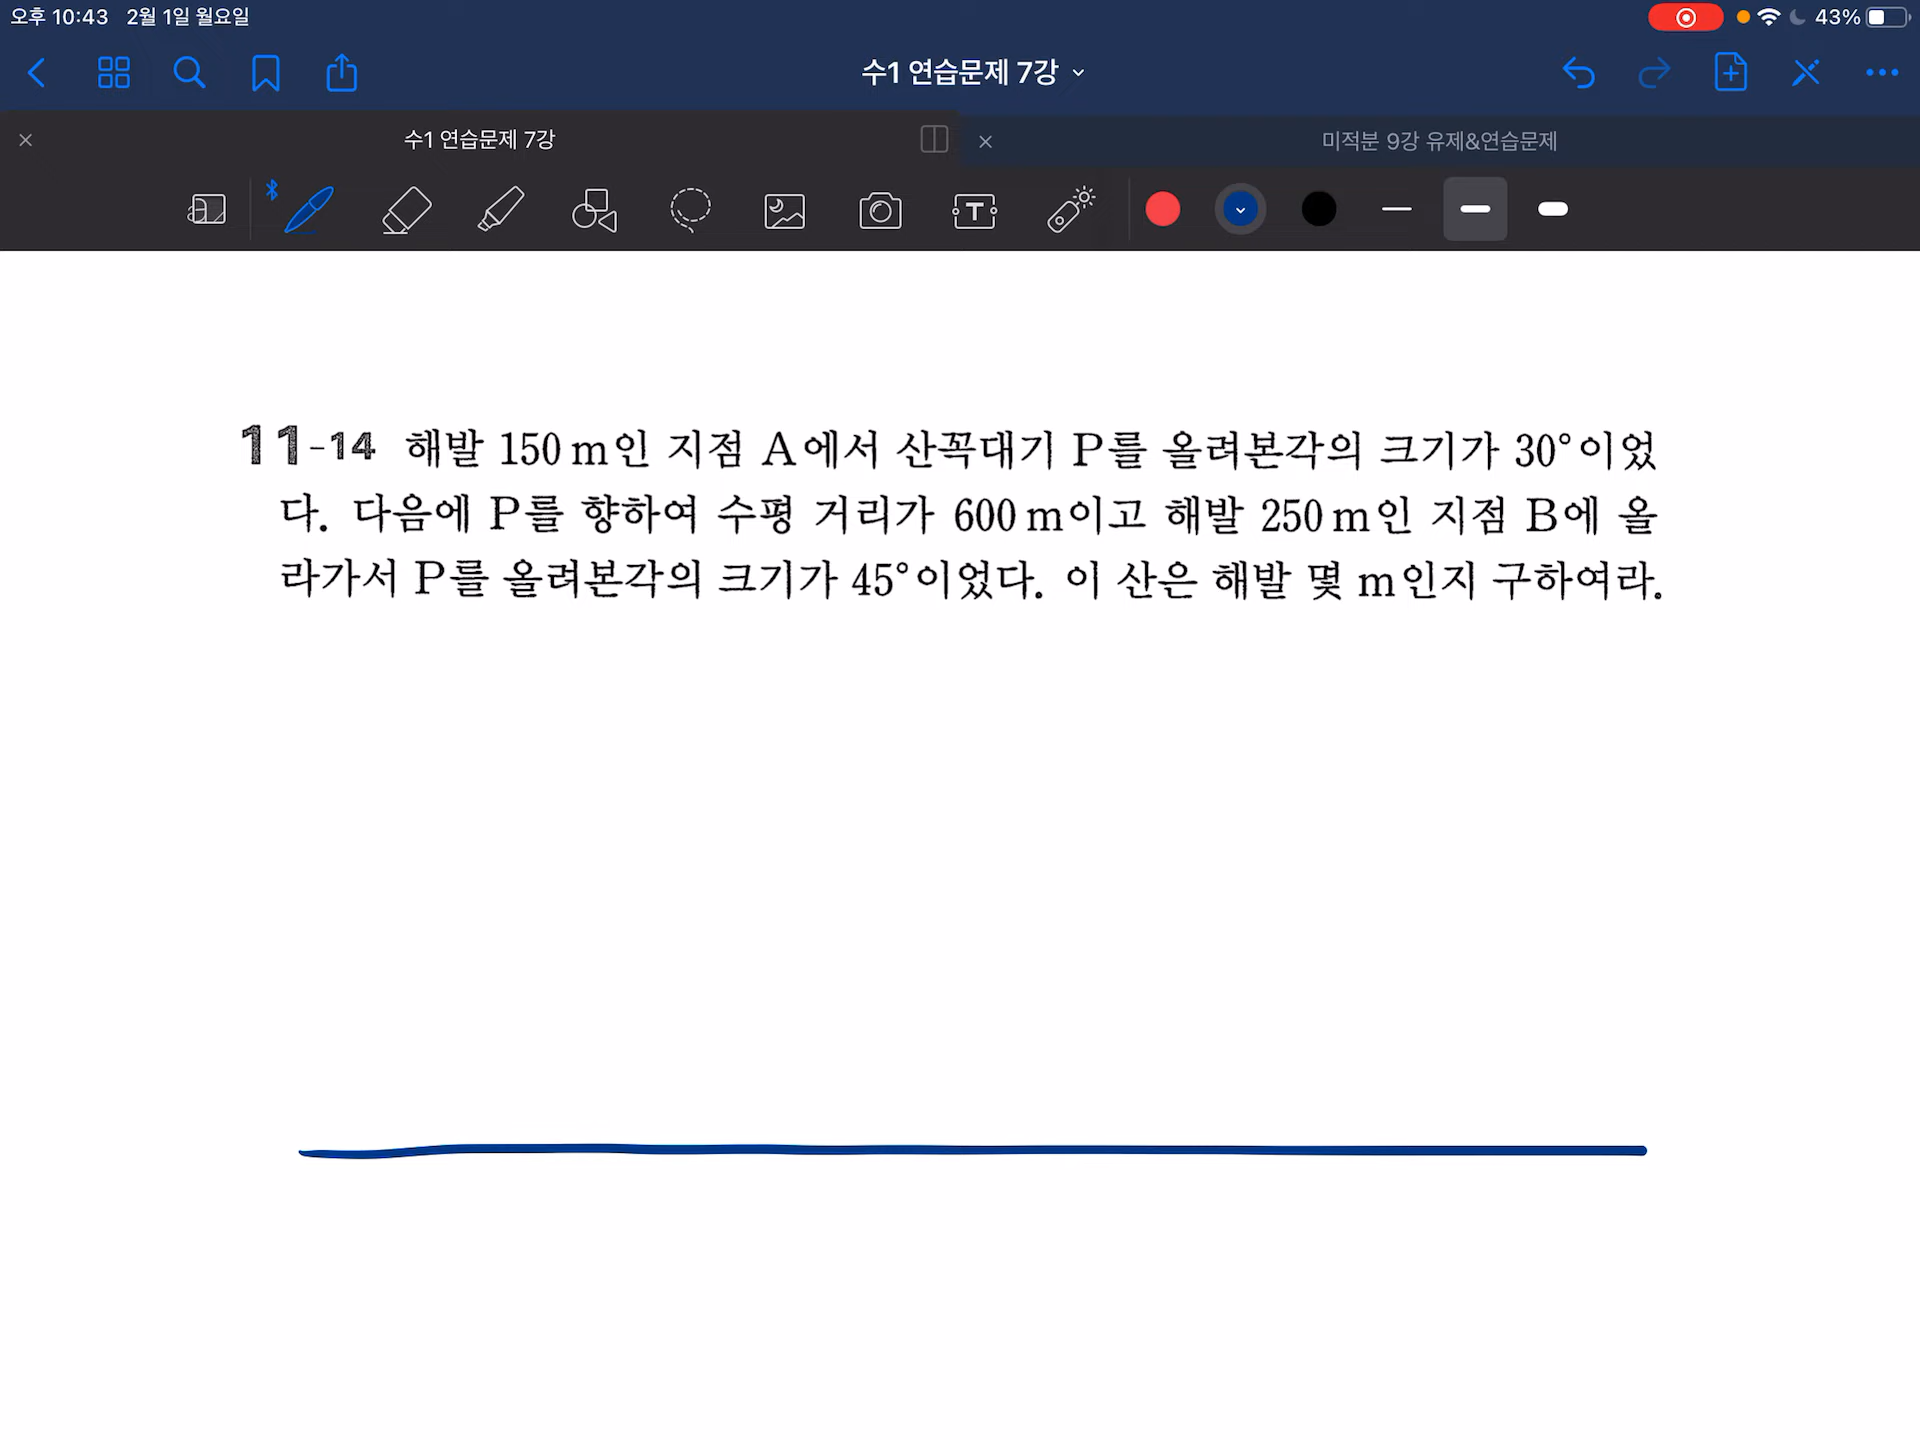 오후 10:43 2월 1일 월요일
43%
수1 연습문제 7강
수1 연습문제 7강
미적분 9강 유제&연습문제
11-14 해발 150 m인 지점 A에서 산꼭대기 P를 올려본각의 크기가 30°이었
다. 다음에 P를 향하여 수평 거리가 600 m이고 해발 250 m인 지점 B에 올
라가서 P를 올려본각의 크기가 45°이었다. 이 산은 해발 몇 m인지 구하여라.